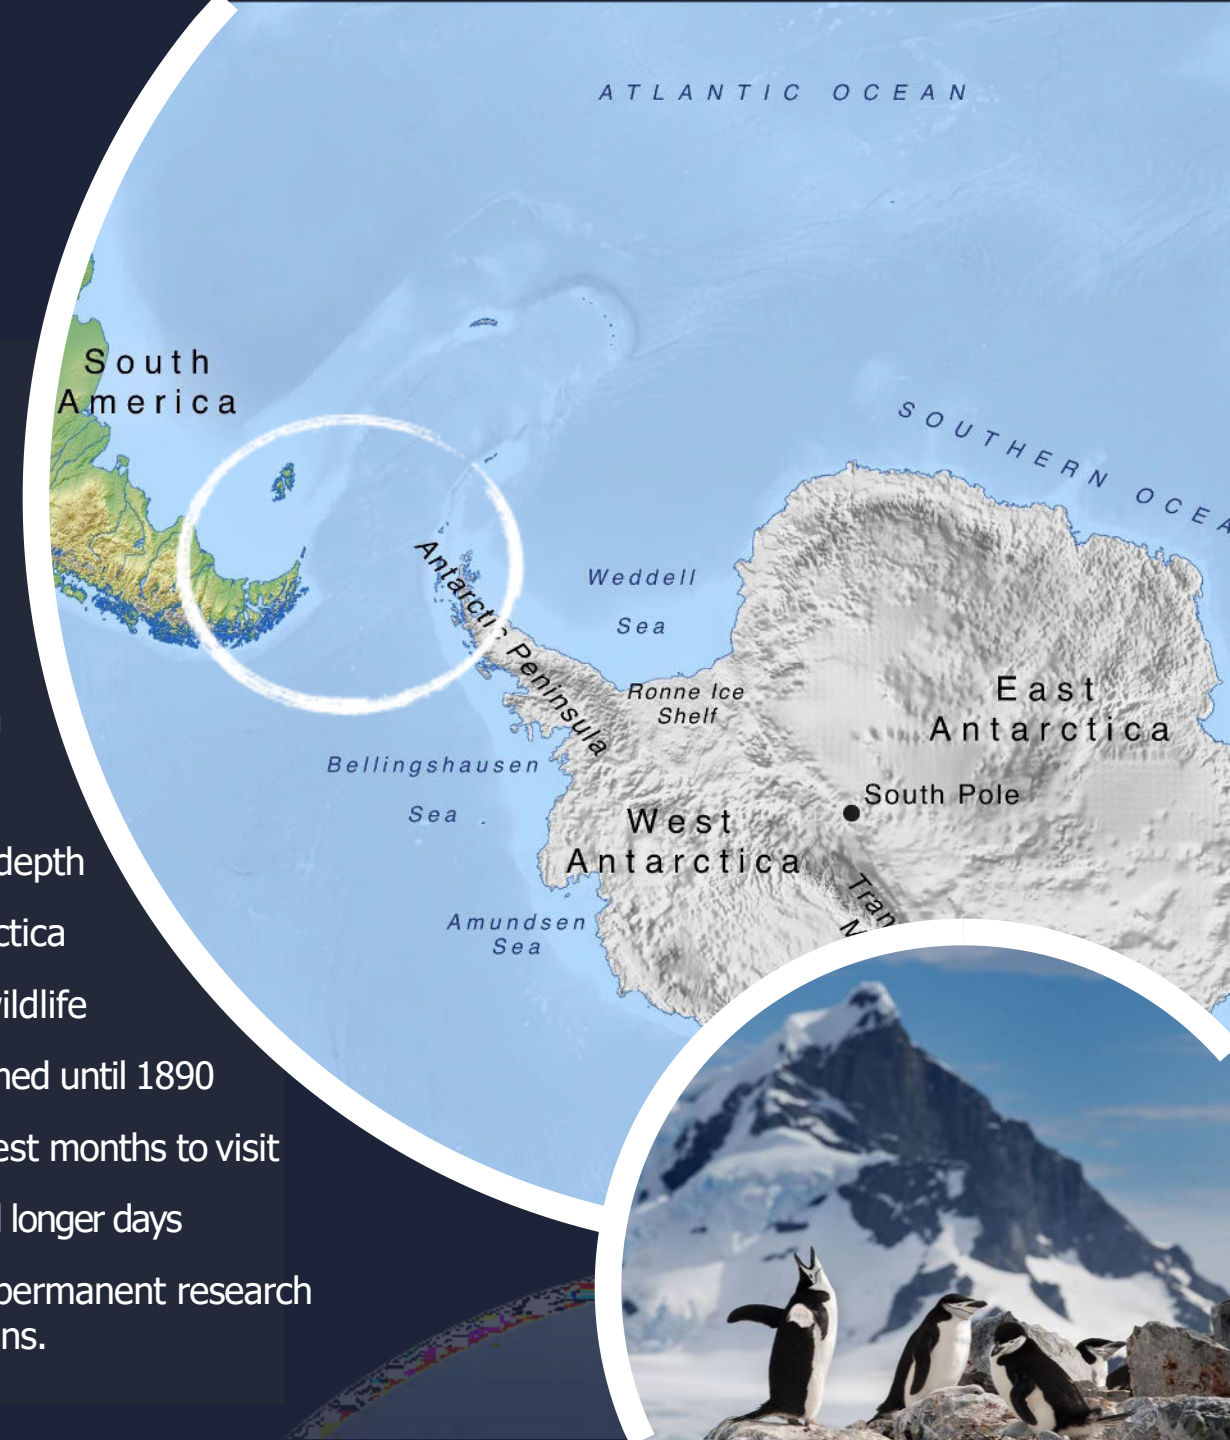 ATLANTIC OCEAN
South
America
SOUTHERN OCEA
Antarctic Peninsula
Weddell
Sea
Ronne Ice
Shelf
East
Antarctica
Bellingshausen
Sea
South Pole
West
Antarctica
Tran
M
Amundsen
Sea
depth
ctica
ildlife
ned until 1890
est months to visit
longer days
permanent research
ns.